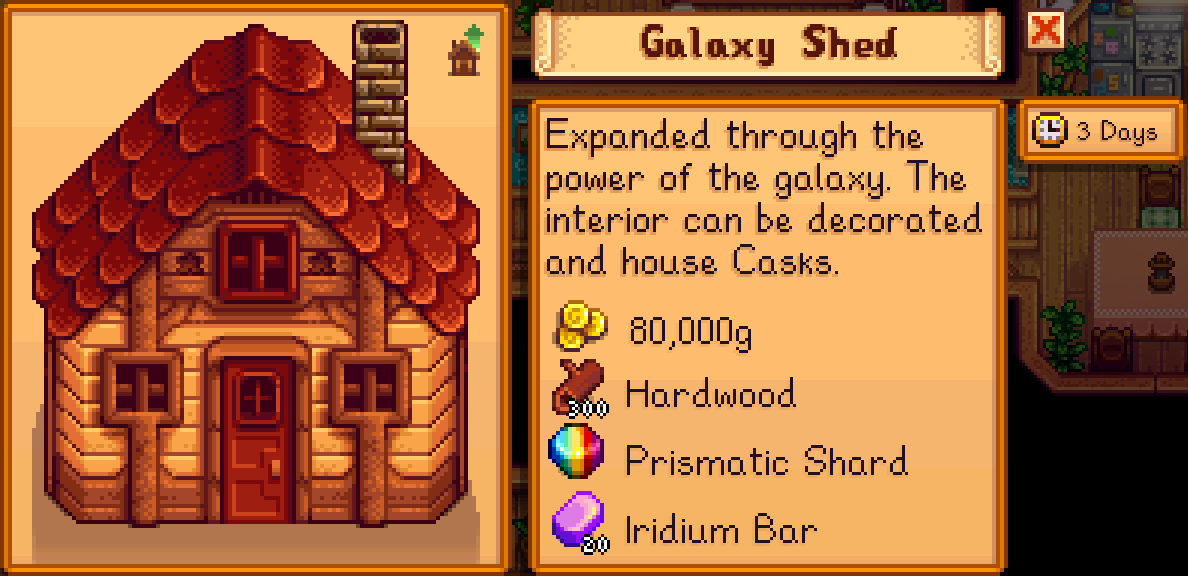 Galaxy Shed
3 Days
Expanded through the
power of the galaxy. The
interior can be decorated
and house Casks.
80,000g
300
Hardwood
Prismatic Shard
20
Iridium Bar